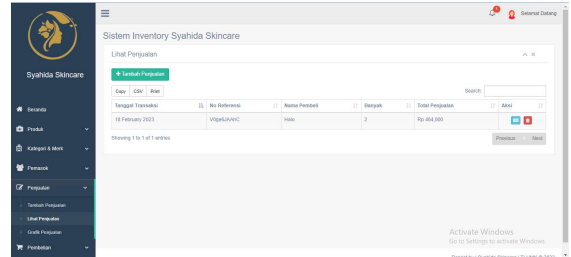 Selamat Datang
Sistem Inventory Syahida Skincare
Syahida Skincare
Beranda
Produk
Kategori & Merk
Pemasok
Penjualan
Tambah Penjualan
Lihat Penjualan
Grafik Penjualan
Pembelian
Lihat Penjualan
+ Tambah Penjualan
Copy CSV Print
Search:
Tanggal Transaksi No Referensi Nama Pembeli Banyak Total Penjualan Aksi
18 February 2023 Halo 2 Rp 454,000
Showing 1 to 1 of 1 entries
Previous 1 Next
Activate Windows
Go to Settings to activate Windows.